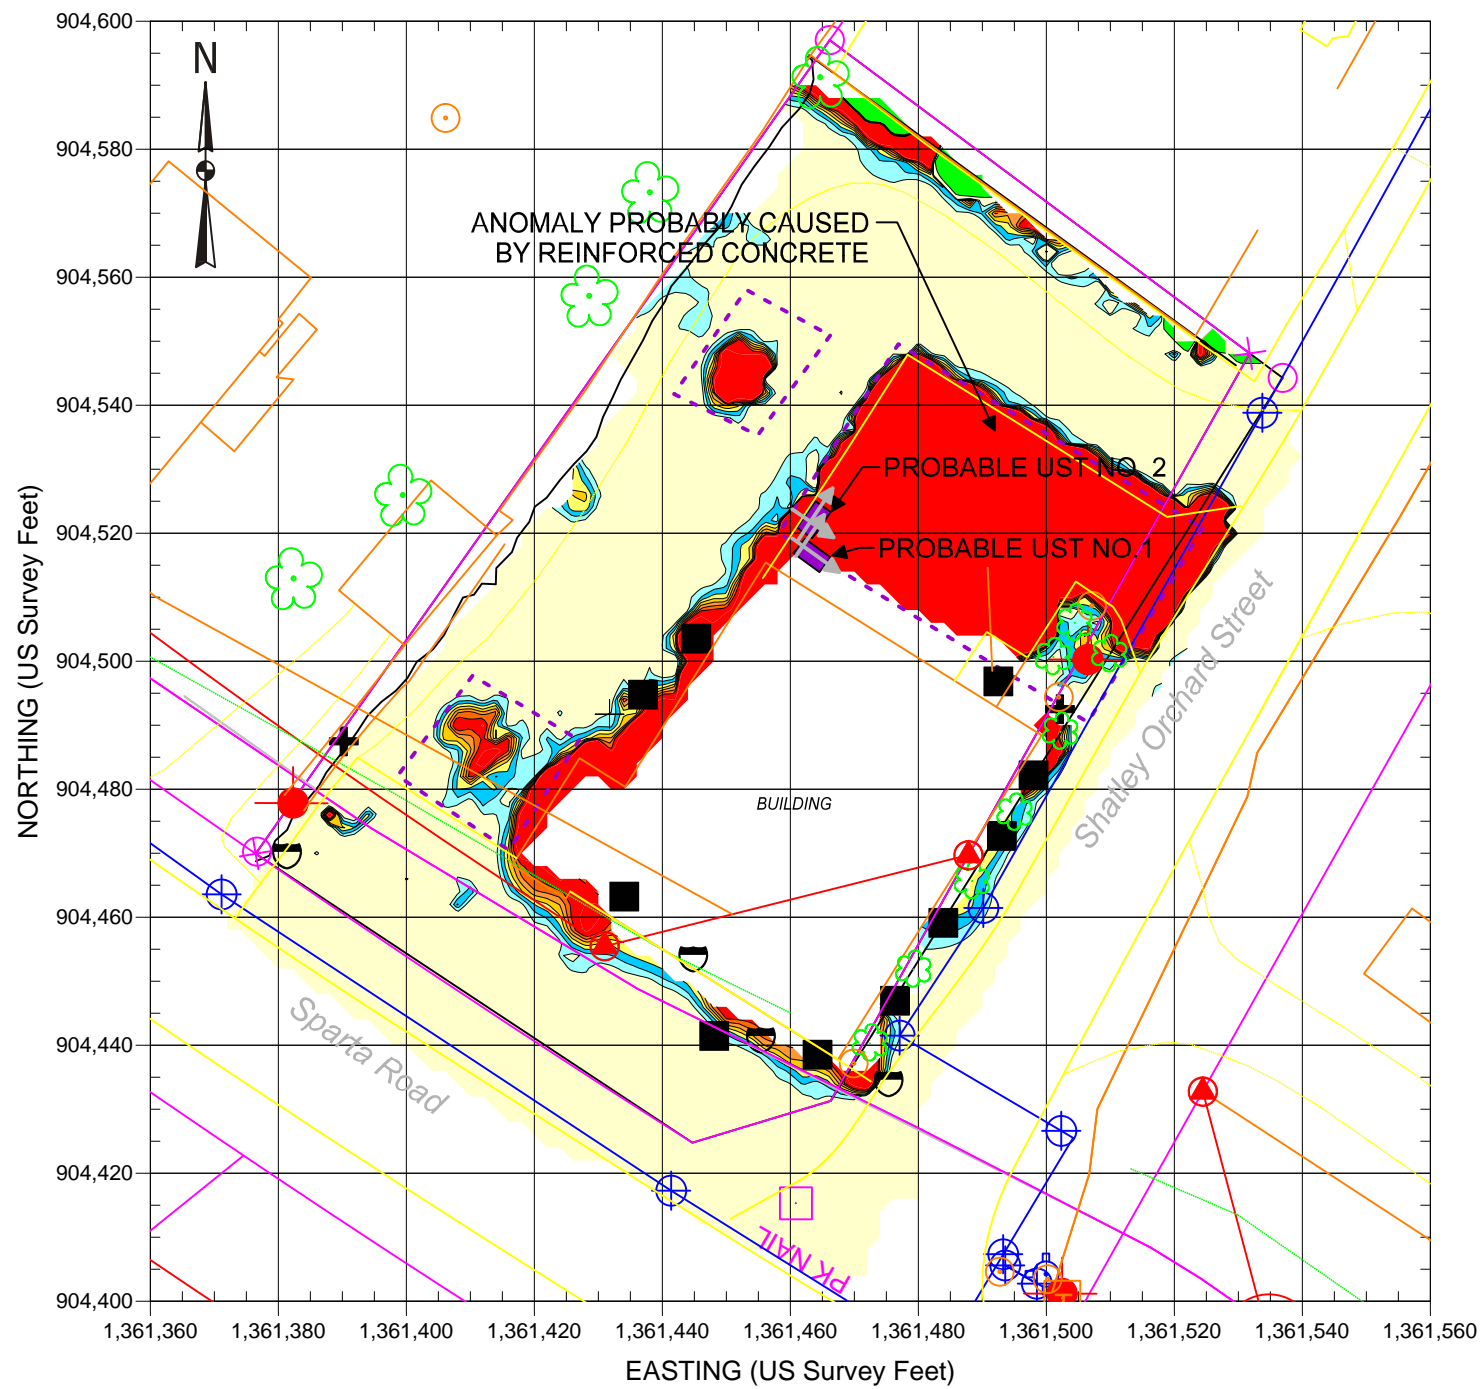 904,600
N
904,580
ANOMALY PROBABLY CAUSED
BY REINFORCED CONCRETE
904,560
904,540
PROBABLE UST NO. 2
904,520
PROBABLE UST NO.1
904,500
Shatley Orchard Street
904,480
BUILDING
904,460
904,440
Sparta Road
904,420
PK NAIL
904,400
NORTHING (US Survey Feet)
1,361,360 1,361,380 1,361,400 1,361,420 1,361,440 1,361,460 1,361,480 1,361,500 1,361,520 1,361,540 1,361,560
EASTING (US Survey Feet)